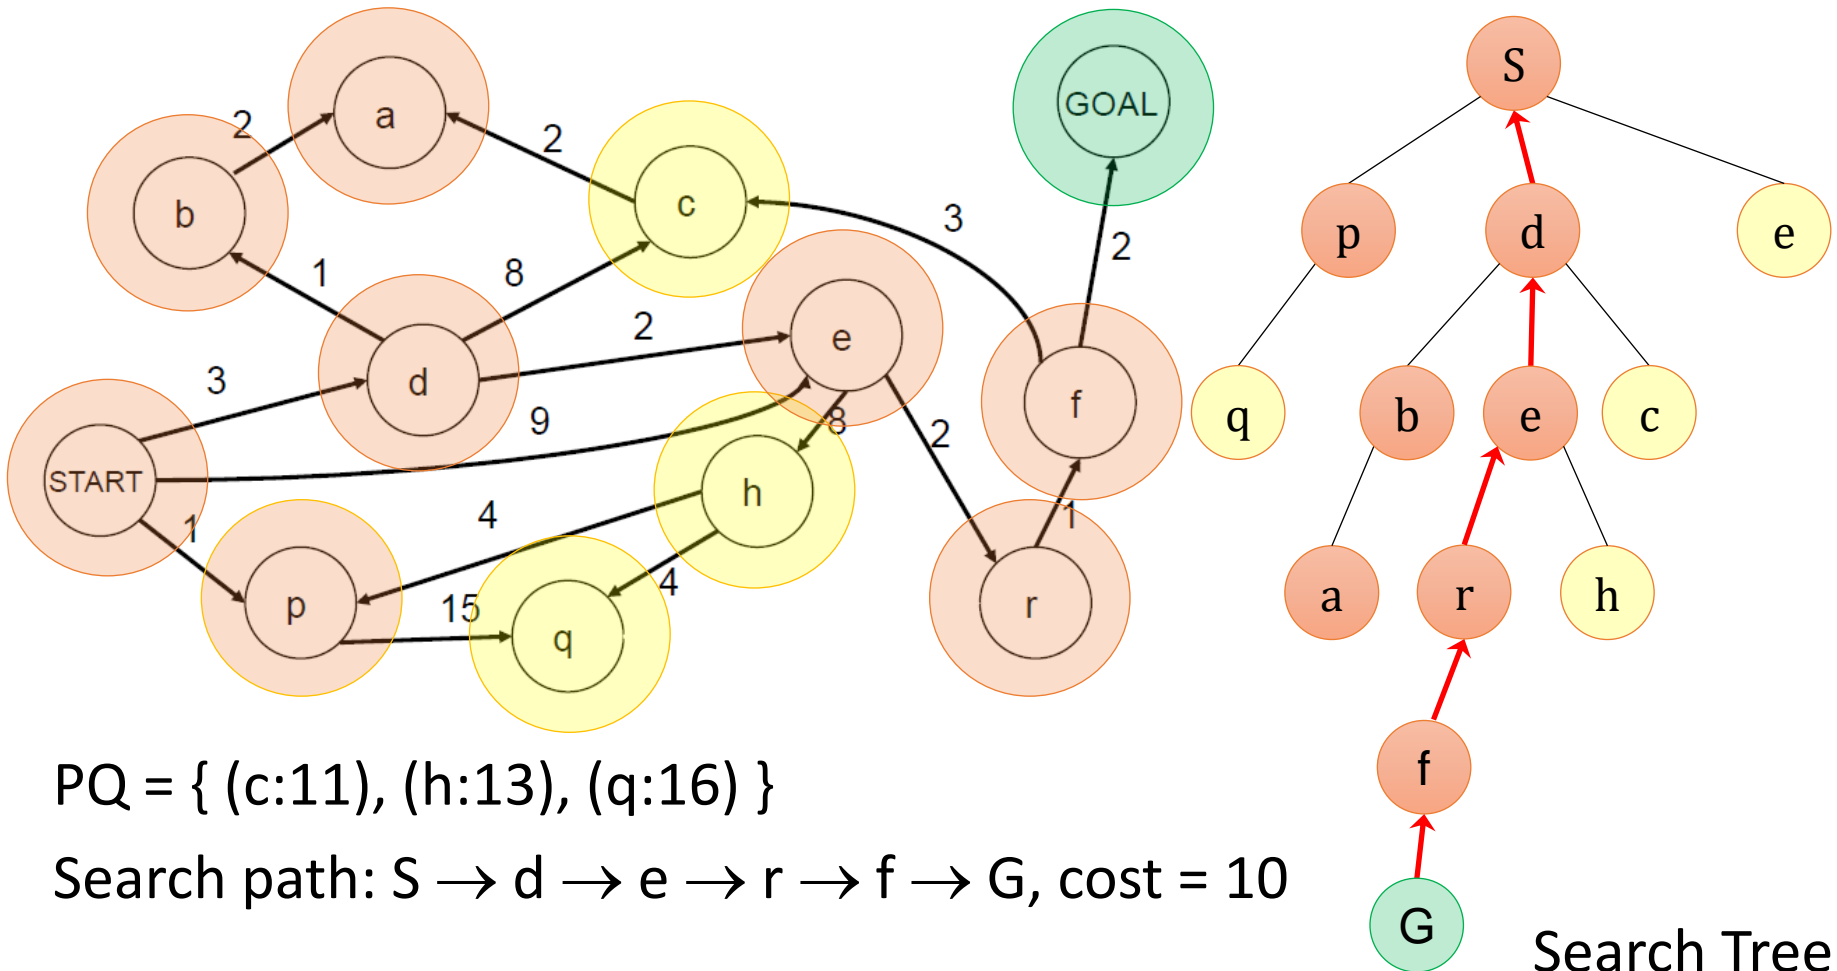 a
GOAL
S
2
2
b
c
3
2
p
d
e
1
8
2
e
3
d
9
8
2
f
q
b
e
c
START
1
4
h
1
4
a
r
h
p
15
q
r
f
PQ = { (c:11), (h:13), (q:16) }
Search path: S → d → e → r → f → G, cost = 10
G
Search Tree